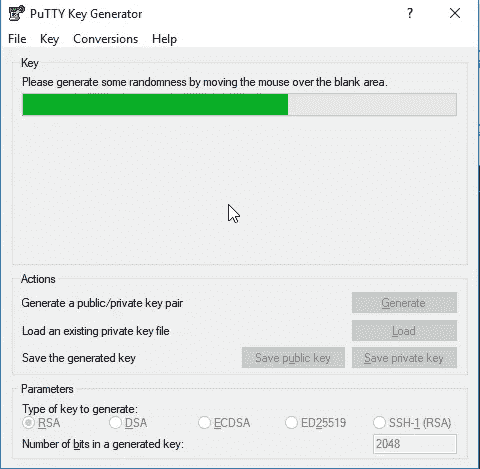 PuTTY Key Generator
?
File Key Conversions Help
Key
Please generate some randomness by moving the mouse over the blank area.
Actions
Generate a public/private key pair
Generate
Load an existing private key file
Load
Save the generated key
Save public key
Save private key
Parameters
Type of key to generate:
RSA DSA ECDSA ED25519 SSH-1 (RSA)
Number of bits in a generated key:
2048